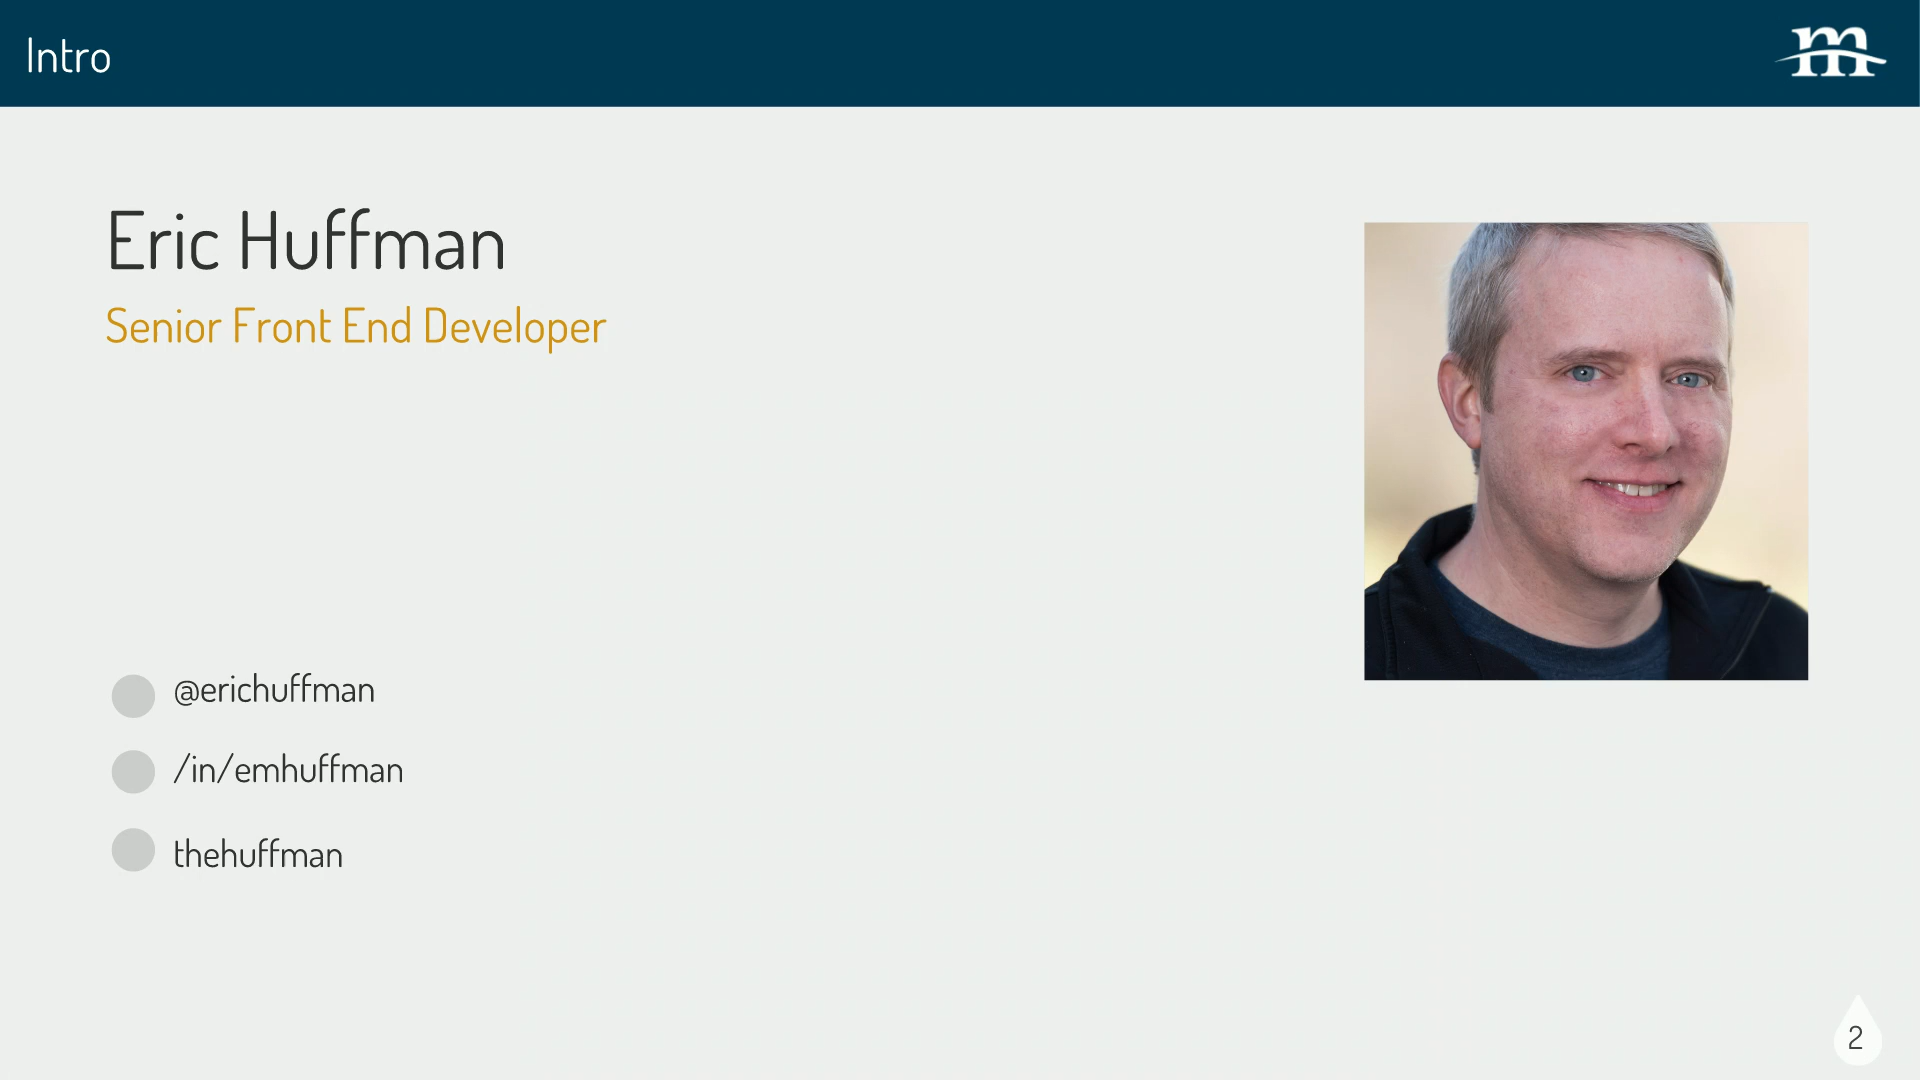 Intro
m
Eric Huffman
Senior Front End Developer
@erichuffman
/in/emhuffman
thehuffman
2